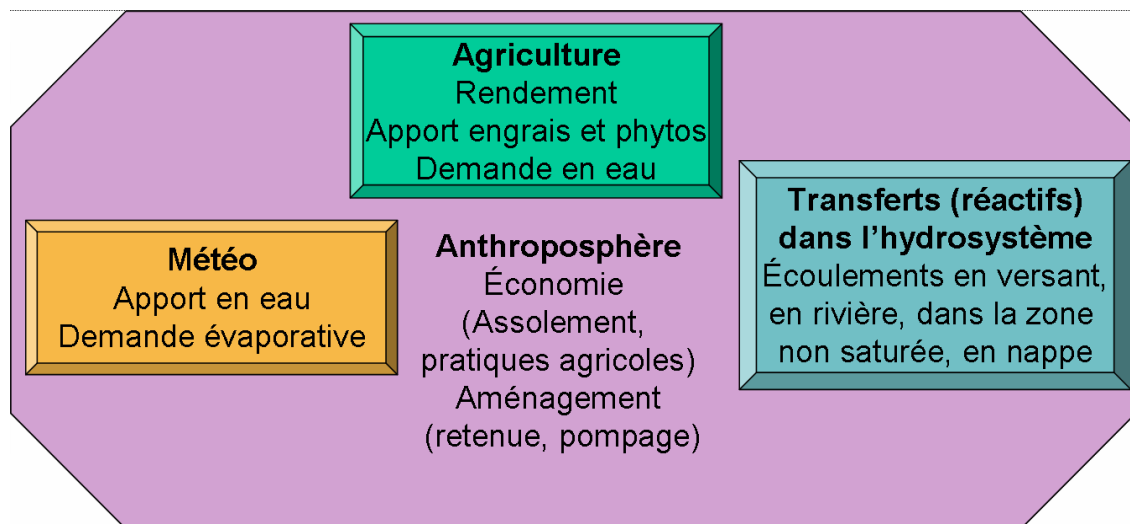 Agriculture
Rendement
Apport engrais et phytos
Demande en eau
Météo
Apport en eau
Demande évaporative
Anthroposphère
Économie
(Assolement,
pratiques agricoles)
Aménagement
(retenue, pompage)
Transferts (réactifs)
dans l'hydrosystème
Écoulements en versant,
en rivière, dans la zone
non saturée, en nappe